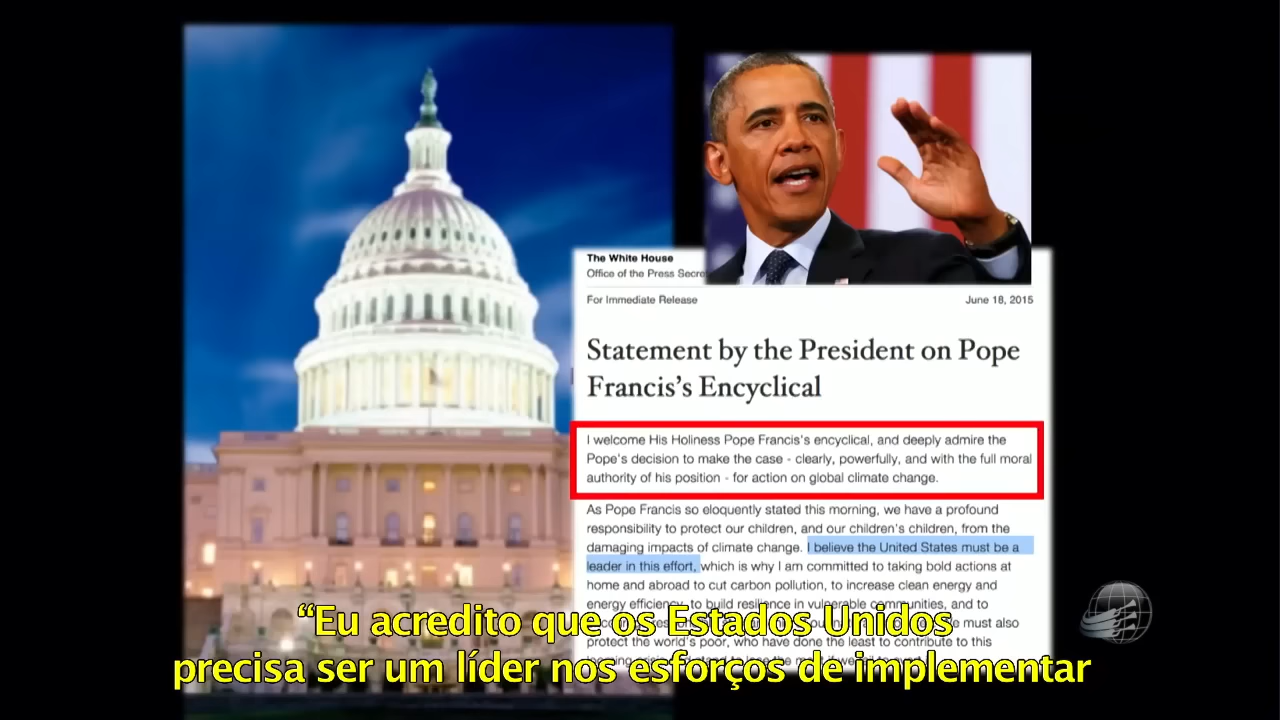 The White House
Office of the Press
For Immediate Release
June 18, 2015
Statement by the President on Pope
Francis's Encyclical
I welcome His Holiness Pope Francis's encyclical, and deeply admire the
Pope's decision to make the case - clearly, powerfully, and with the full moral
authority of his position - for action on global climate change.
As Pope Francis so eloquently stated this morning, we have a profound
responsibility to protect our children, and our children's children, from the
damaging impacts of climate change. I believe the United States must be a
leader in this effort, which is why I am committed to taking bold actions at
home and abroad to cut carbon pollution, to increase clean energy and
energy efficiency, to build resilience in vulnerable communities, and to
must also
protect the world's poor, who have done the least to contribute to this
“Eu acredito que os Estados Unidos
precisa ser um líder nos esforços de implementar